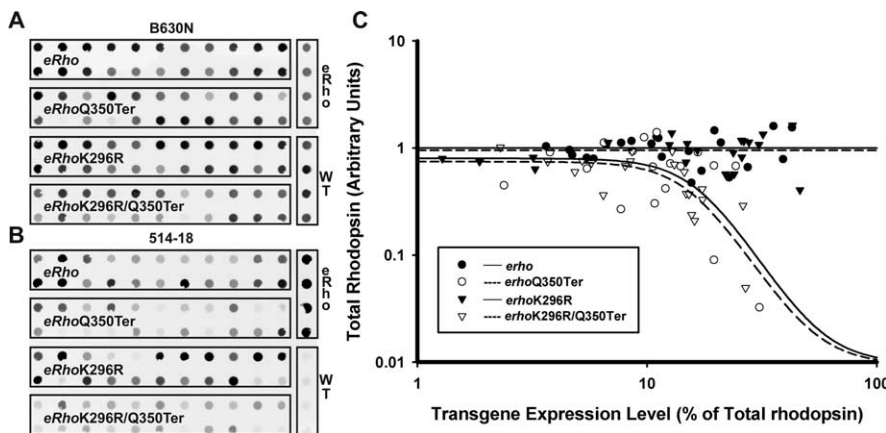 A
B630N
eRho
eRhoQ350Ter
eRho
eRhoK296R
eRhoK296R/Q350Ter
WT
B
514-18
eRho
eRhoQ350Ter
eRho
eRhoK296R
eRhoK296R/Q350Ter
WT
C
Total Rhodopsin (Arbitrary Units)
10
1
0.1
0.01
erho
erhoQ350Ter
erhoK296R
erhoK296R/Q350Ter
1
10
100
Transgene Expression Level (% of Total rhodopsin)